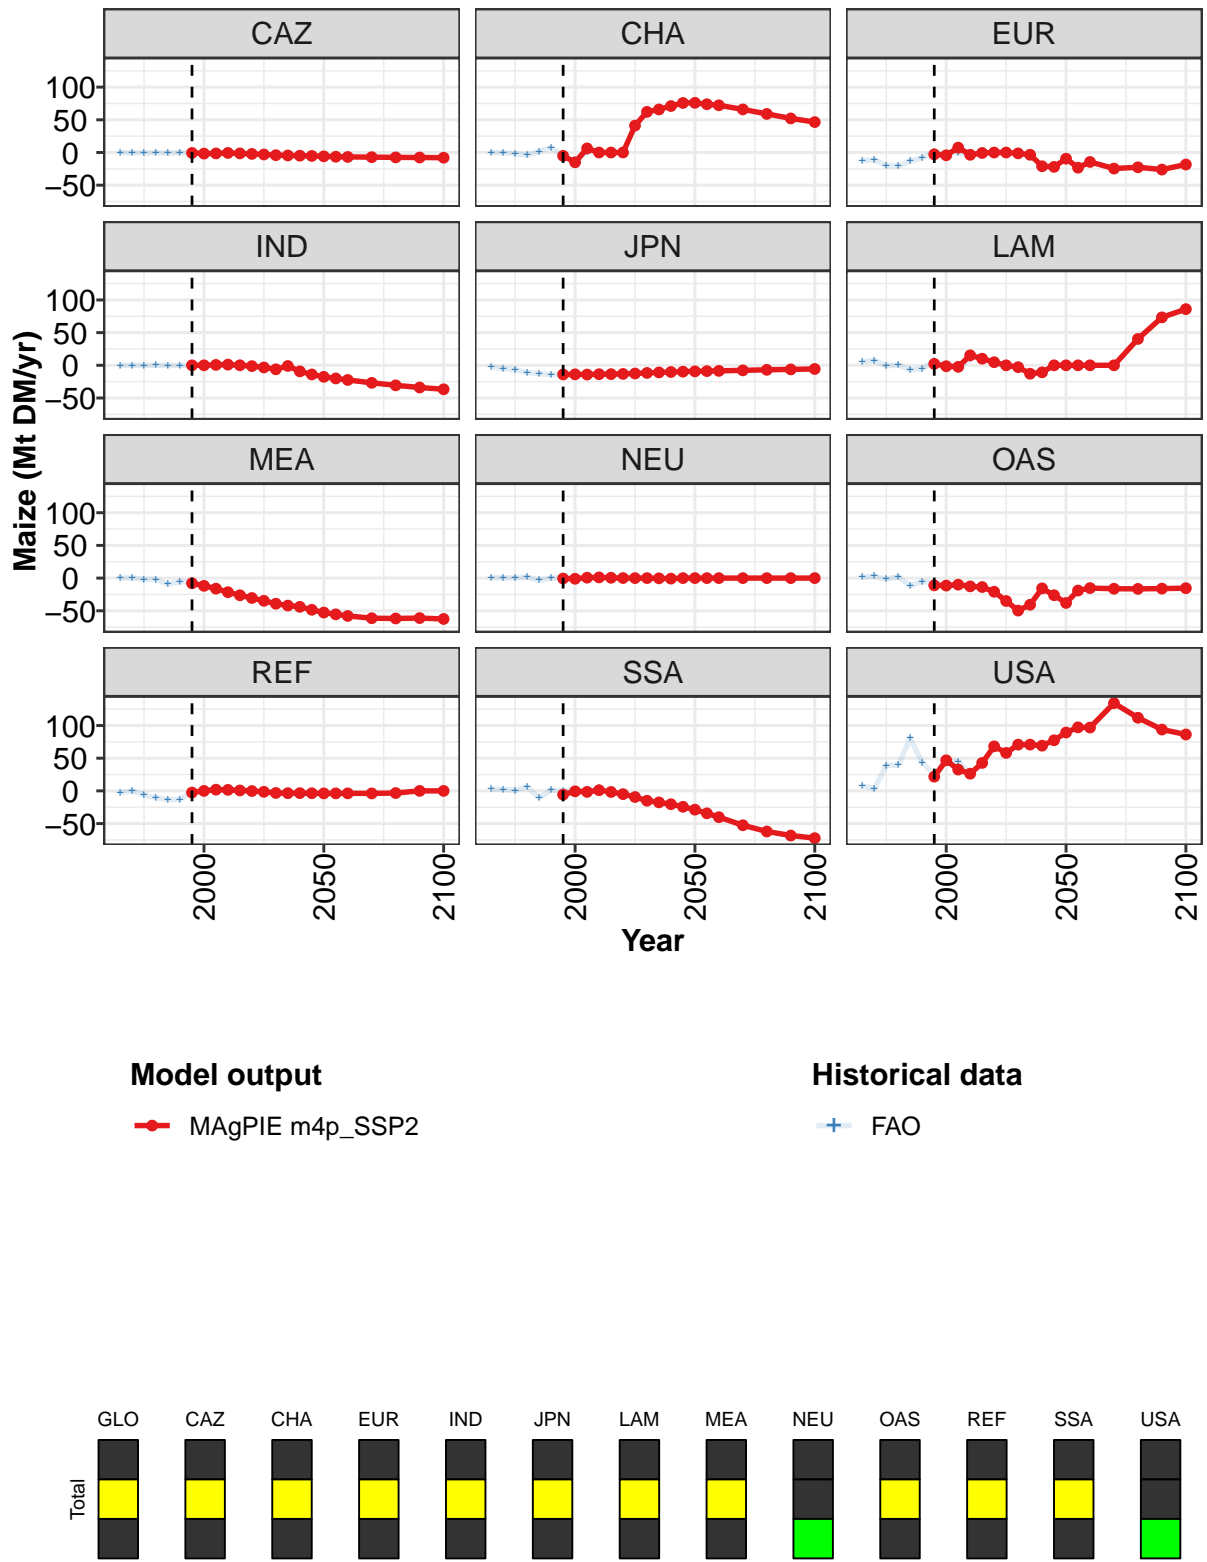 CAZ CHA EUR
100
50
0
−50
IND JPN LAM
100
50
0
−50
Maize (Mt DM/yr)
MEA NEU OAS
100
50
0
−50
REF SSA USA
100
50
0
−50
2000 2050 2100 2000 2050 2100 2000 2050 2100
Year
Model output
MAgPIE m4p_SSP2
Historical data
FAO
GLO CAZ CHA EUR IND JPN LAM MEA NEU OAS REF SSA USA
Total